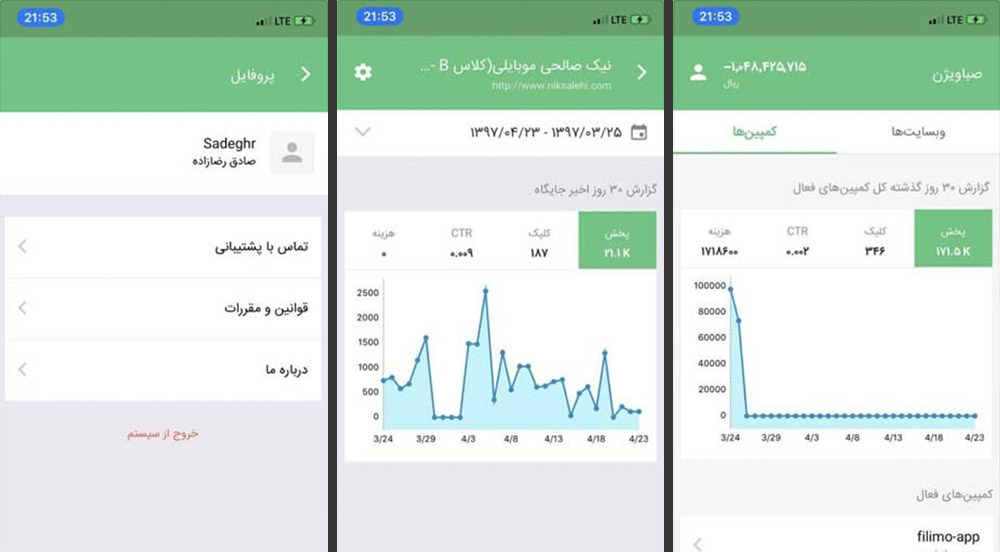 21:53
LTE
پروفایل
Sadeghr
صادق رضازاده
تماس با پشتیبانی
قوانین و مقررات
درباره ما
خروج از سیستم
21:53
LTE
نیک صالحی موبایلی(کلاس B -...
http://www.niksalehi.com
۱۳۹۷/۰۳/۲۵ - ۱۳۹۷/۰۴/۲۳
گزارش ۳۰ روز اخیر جایگاه
پخش کلیک CTR هزینه
۲۱.۱ K ۱۸۷ ۰.۰۰۹ ۰
2500
2000
1500
1000
500
0
3/24 3/29 4/3 4/8 4/13 4/18 4/23
21:53
LTE
صباویژن
−۱,۰۴۸,۴۲۵,۷۱۵
ریال
وبسایت‌ها کمپین‌ها
گزارش ۳۰ روز گذشته کل کمپین‌های فعال
پخش کلیک CTR هزینه
۱۷۱.۵ K ۳۴۶ ۰.۰۰۲ ۱۷۱۸۶۰۰
100000
80000
60000
40000
20000
0
3/24 3/29 4/3 4/8 4/13 4/18 4/23
کمپین‌های فعال
filimo-app